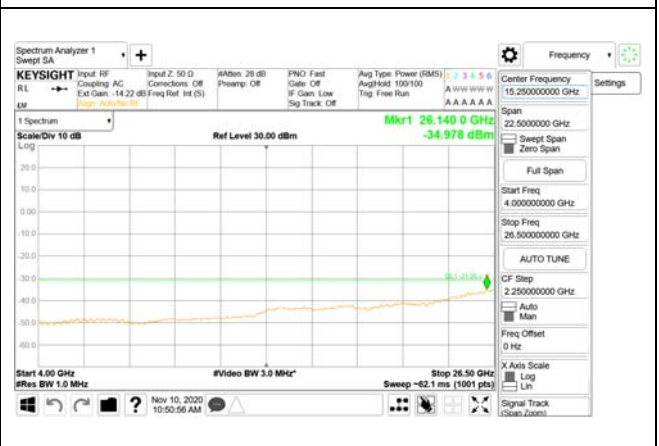 Spectrum Analyzer 1
Swept SA
Frequency
KEYSIGHT
RL
Input: RF
Coupling: AC
Ext Gain: -14.22 dB
Align: Auto/No RF
Input Z: 50 Ω
Corrections: Off
Freq Ref: Int (S)
#Atten: 28 dB
Preamp: Off
PNO: Fast
Gate: Off
IF Gain: Low
Sig Track: Off
Avg Type: Power (RMS)
Avg|Hold: 100/100
Trig: Free Run
1 2 3 4 5 6
A W W W W W
A A A A A A
1 Spectrum
Scale/Div 10 dB
Ref Level 30.00 dBm
Mkr1 26.140 0 GHz
-34.978 dBm
Log
20.0
10.0
0.00
-10.0
-20.0
-30.0
-40.0
-50.0
-60.0
Start 4.00 GHz
#Res BW 1.0 MHz
#Video BW 3.0 MHz*
Stop 26.50 GHz
Sweep ~62.1 ms (1001 pts)
Nov 10, 2020
10:50:56 AM
Center Frequency
15.250000000 GHz
Settings
Span
22.5000000 GHz
Swept Span
Zero Span
Full Span
Start Freq
4.000000000 GHz
Stop Freq
26.500000000 GHz
AUTO TUNE
CF Step
2.250000000 GHz
Auto
Man
Freq Offset
0 Hz
X Axis Scale
Log
Lin
Signal Track
(Span Zoom)